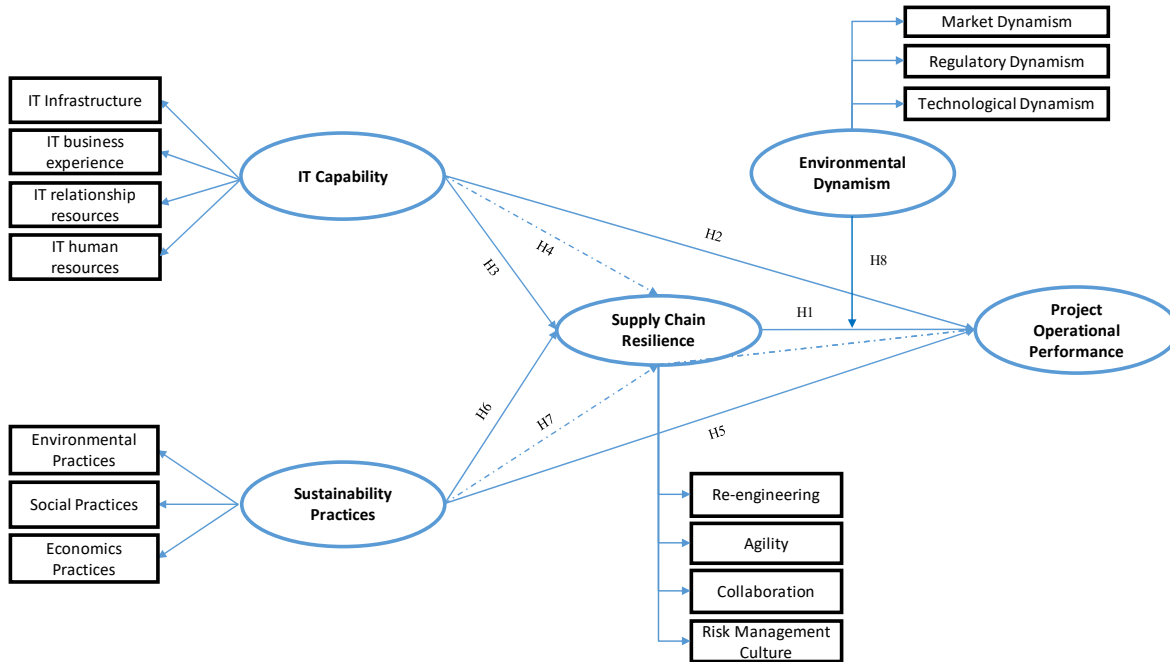 Market Dynamism
Regulatory Dynamism
Technological Dynamism
IT Infrastructure
IT business
experience
IT relationship
resources
IT human
resources
IT Capability
Environmental
Dynamism
H2
H4
H3
H8
Supply Chain
Resilience
H1
Project
Operational
Performance
H6
H7
H5
Environmental
Practices
Social Practices
Economics
Practices
Sustainability
Practices
Re-engineering
Agility
Collaboration
Risk Management
Culture